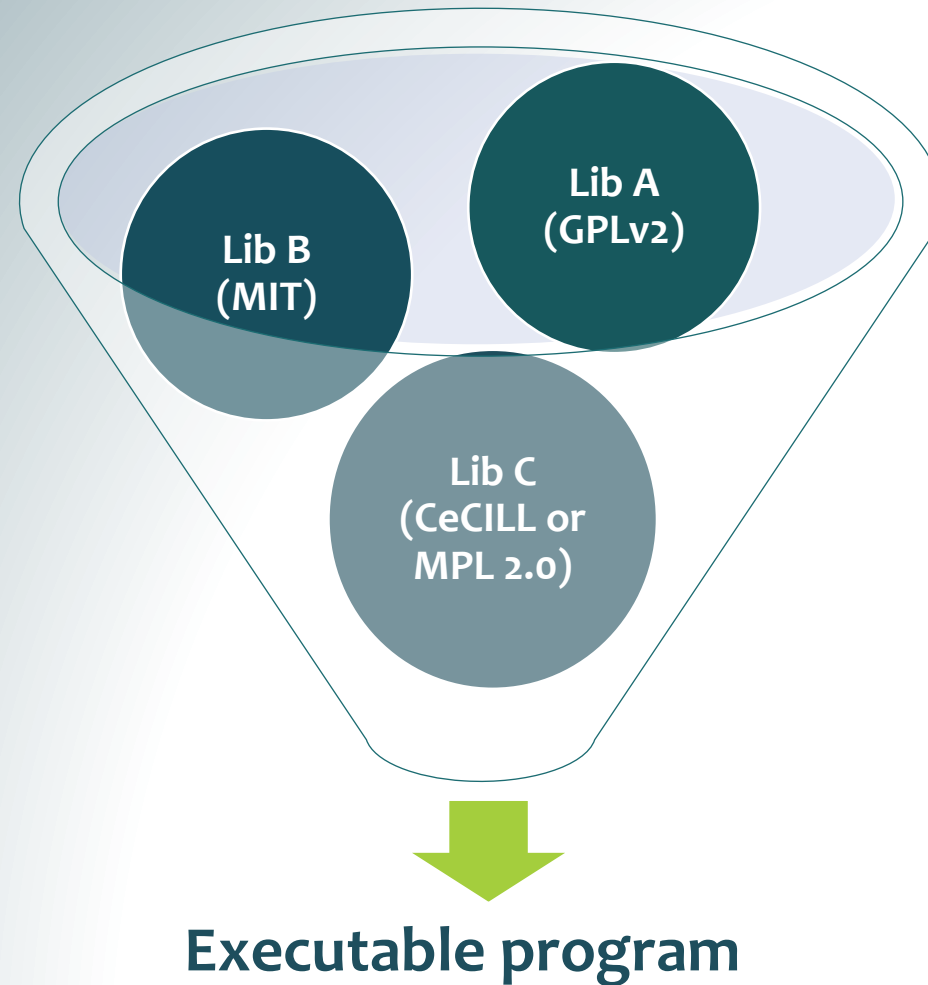 Lib A
(GPLv2)
Lib B
(MIT)
Lib C
(CeCILL or
MPL 2.0)
Executable program